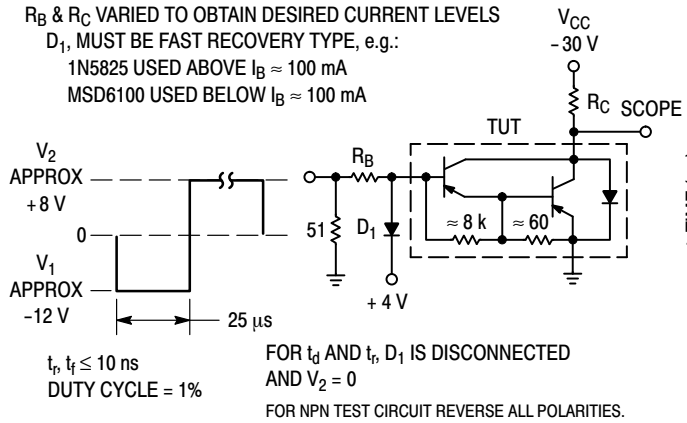 R_B & R_C VARIED TO OBTAIN DESIRED CURRENT LEVELS
D_1, MUST BE FAST RECOVERY TYPE, e.g.:
1N5825 USED ABOVE I_B ≈ 100 mA
MSD6100 USED BELOW I_B ≈ 100 mA
V_CC
-30 V
R_C SCOPE
TUT
V_2
APPROX
+8 V
0
V_1
APPROX
-12 V
R_B
51
D_1
≈ 8 k
≈ 60
+ 4 V
25 μs
t_r, t_f ≤ 10 ns
DUTY CYCLE = 1%
FOR t_d AND t_r, D_1 IS DISCONNECTED
AND V_2 = 0
FOR NPN TEST CIRCUIT REVERSE ALL POLARITIES.